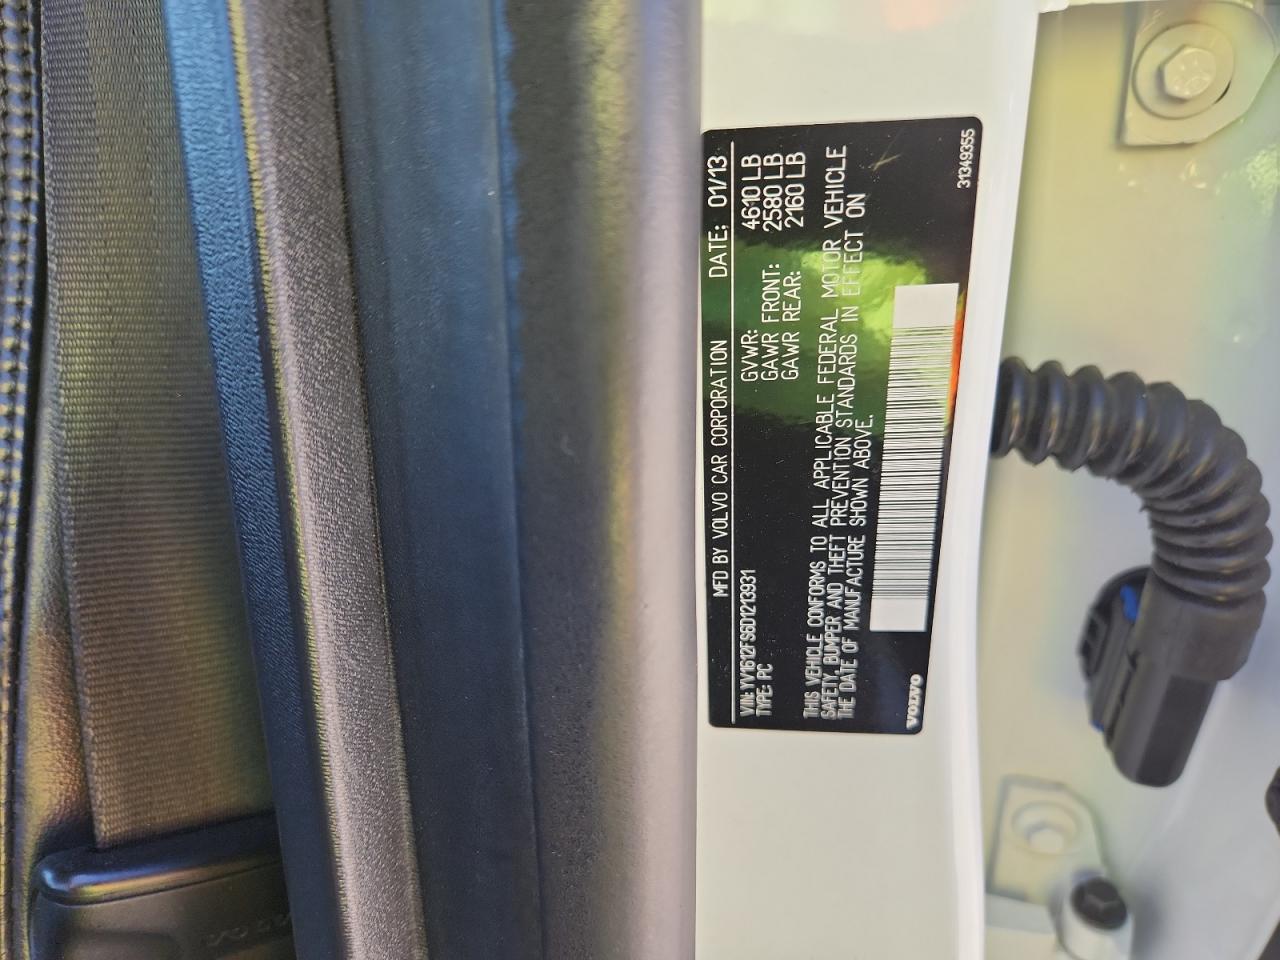 MFD BY VOLVO CAR CORPORATION DATE: 01/13
VIN: YV1612FS6D1213931 GVWR: 4610 LB
TYPE: PC GAWR FRONT: 2580 LB
GAWR REAR: 2160 LB
THIS VEHICLE CONFORMS TO ALL APPLICABLE FEDERAL MOTOR VEHICLE
SAFETY, BUMPER AND THEFT PREVENTION STANDARDS IN EFFECT ON
THE DATE OF MANUFACTURE SHOWN ABOVE.
VOLVO
31349355